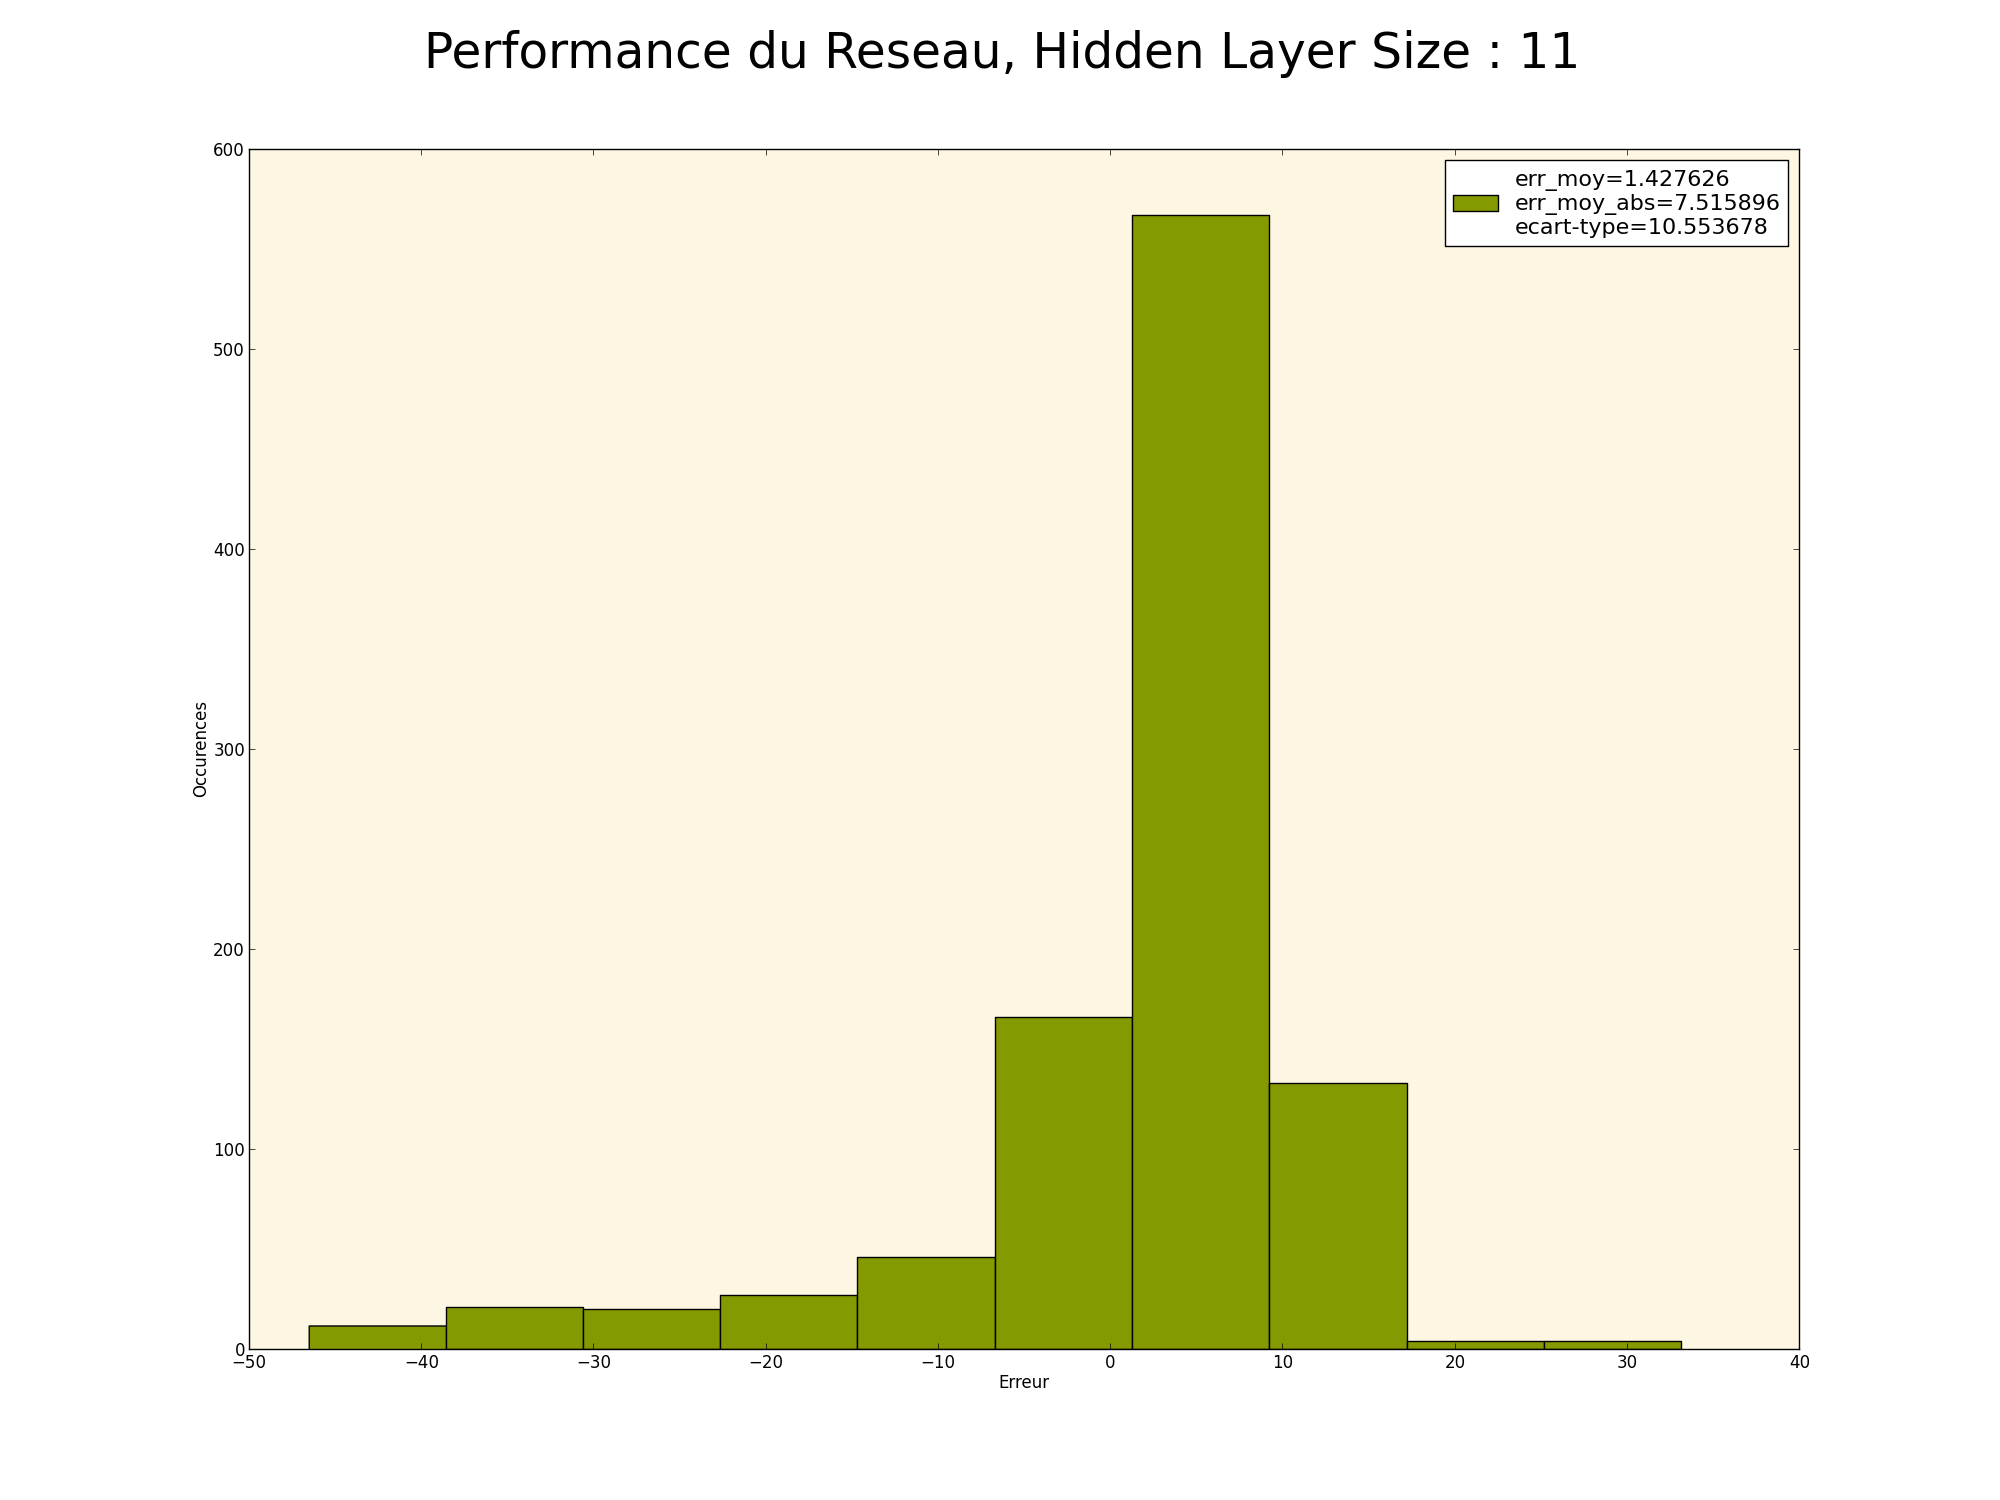 Performance du Reseau, Hidden Layer Size : 11
err_moy=1.427626
err_moy_abs=7.515896
ecart-type=10.553678
600
500
400
300
200
100
0
Occurences
−50 −40 −30 −20 −10 0 10 20 30 40
Erreur